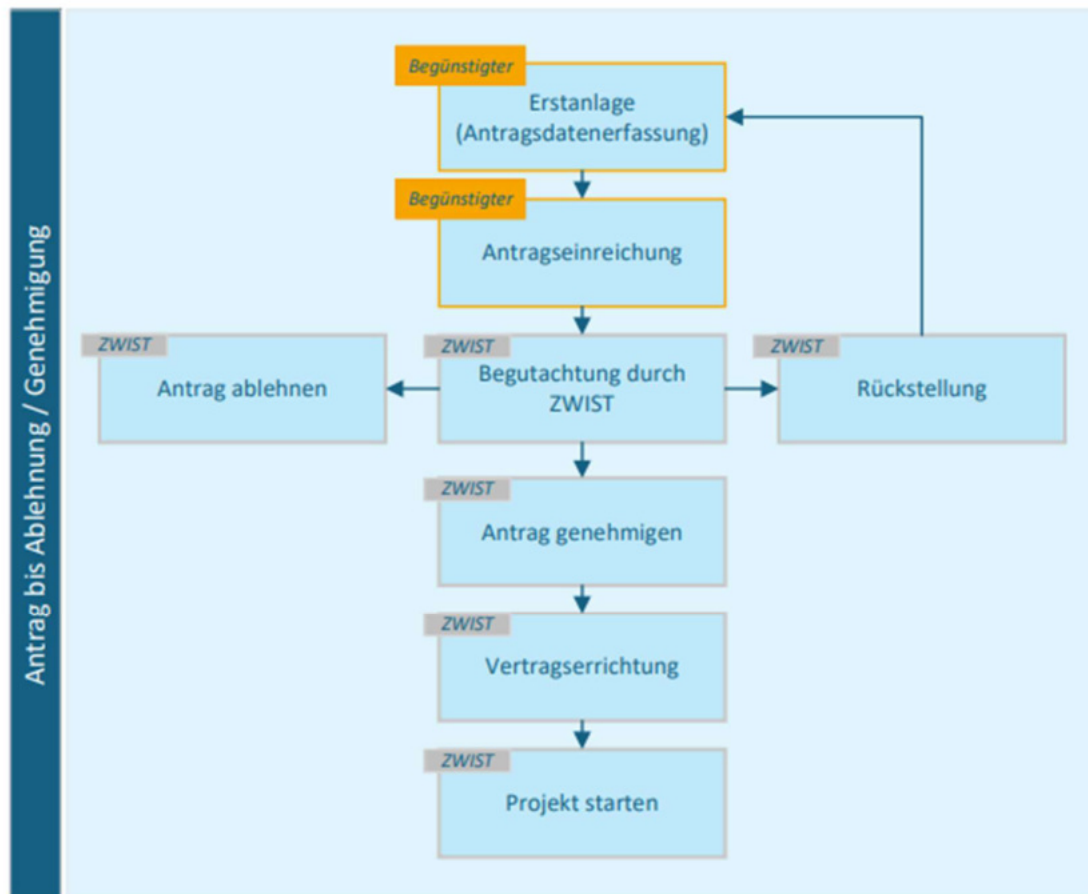 Antrag bis Ablehnung / Genehmigung
Begünstigter
Erstanlage
(Antragsdatenerfassung)
Begünstigter
Antragseinreichung
ZWIST
Antrag ablehnen
ZWIST
Begutachtung durch
ZWIST
ZWIST
Rückstellung
ZWIST
Antrag genehmigen
ZWIST
Vertragserrichtung
ZWIST
Projekt starten